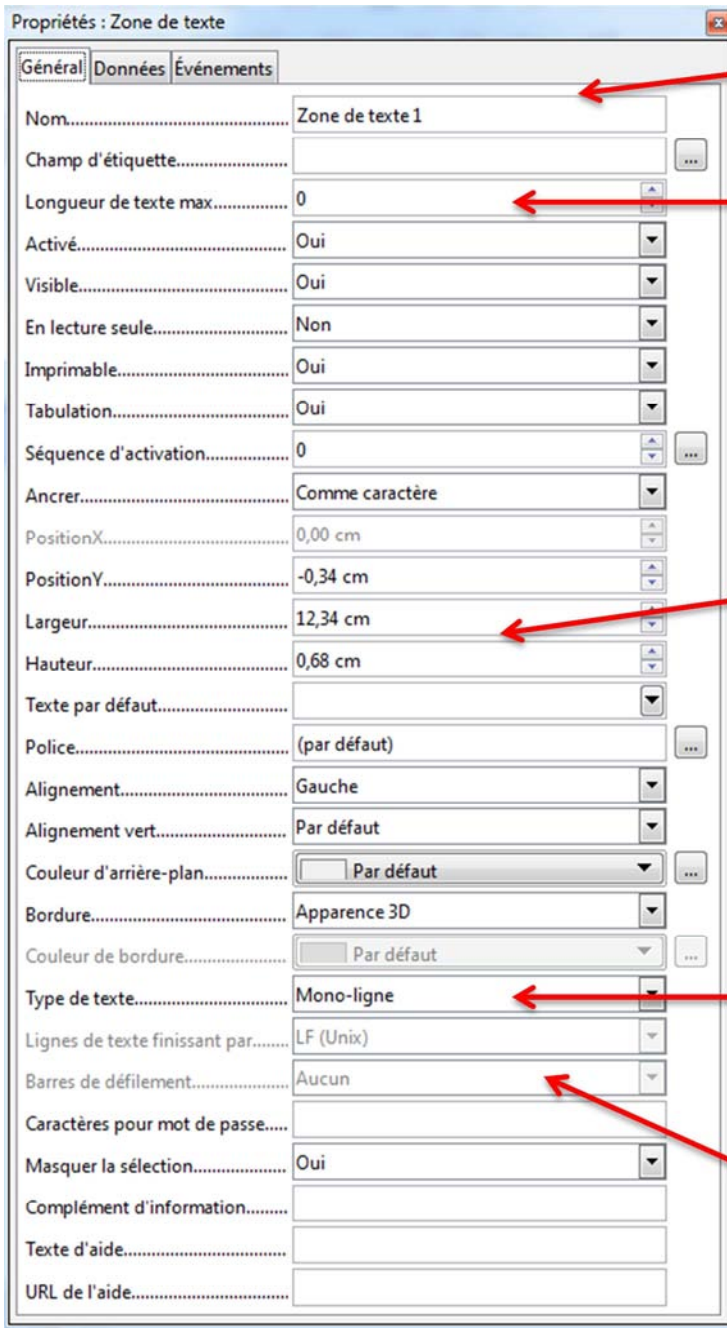 Propriétés : Zone de texte
Général Données Événements
Nom............................................ Zone de texte 1
Champ d'étiquette....................... ...
Longueur de texte max................ 0
Activé.......................................... Oui
Visible.......................................... Oui
En lecture seule........................... Non
Imprimable.................................. Oui
Tabulation................................... Oui
Séquence d'activation................. 0 ...
Ancrer.......................................... Comme caractère
PositionX..................................... 0,00 cm
PositionY..................................... -0,34 cm
Largeur........................................ 12,34 cm
Hauteur....................................... 0,68 cm
Texte par défaut..........................
Police........................................... (par défaut) ...
Alignement.................................. Gauche
Alignement vert.......................... Par défaut
Couleur d'arrière-plan................. Par défaut ...
Bordure........................................ Apparence 3D
Couleur de bordure..................... Par défaut ...
Type de texte............................... Mono-ligne
Lignes de texte finissant par........ LF (Unix)
Barres de défilement................... Aucun
Caractères pour mot de passe.....
Masquer la sélection.................... Oui
Complément d'information.........
Texte d'aide.................................
URL de l'aide...............................